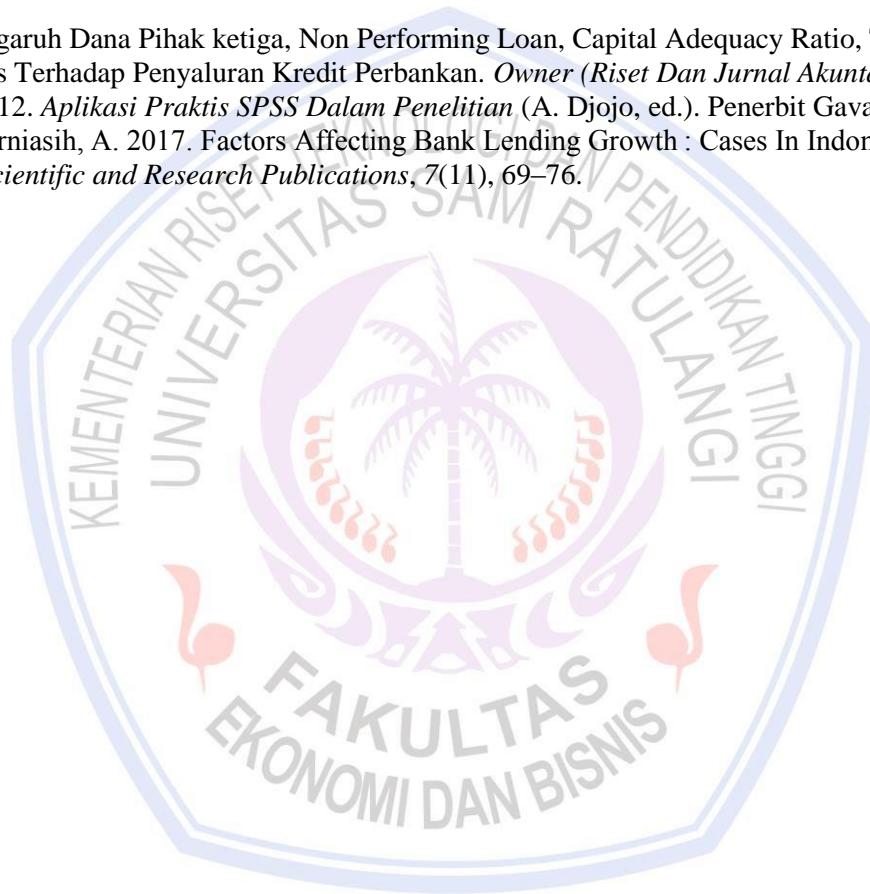 garuh Dana Pihak ketiga, Non Performing Loan, Capital Adequacy Ratio,
s Terhadap Penyaluran Kredit Perbankan. Owner (Riset Dan Jurnal Akunta
12. Aplikasi Praktis SPSS Dalam Penelitian (A. Djojo, ed.). Penerbit Gava
rniasih, A. 2017. Factors Affecting Bank Lending Growth : Cases In Indon
cientific and Research Publications, 7(11), 69–76.
KEMENTERIAN RISET TEKNOLOGI DAN PENDIDIKAN TINGGI
UNIVERSITAS SAM RATULANGI
FAKULTAS
EKONOMI DAN BISNIS